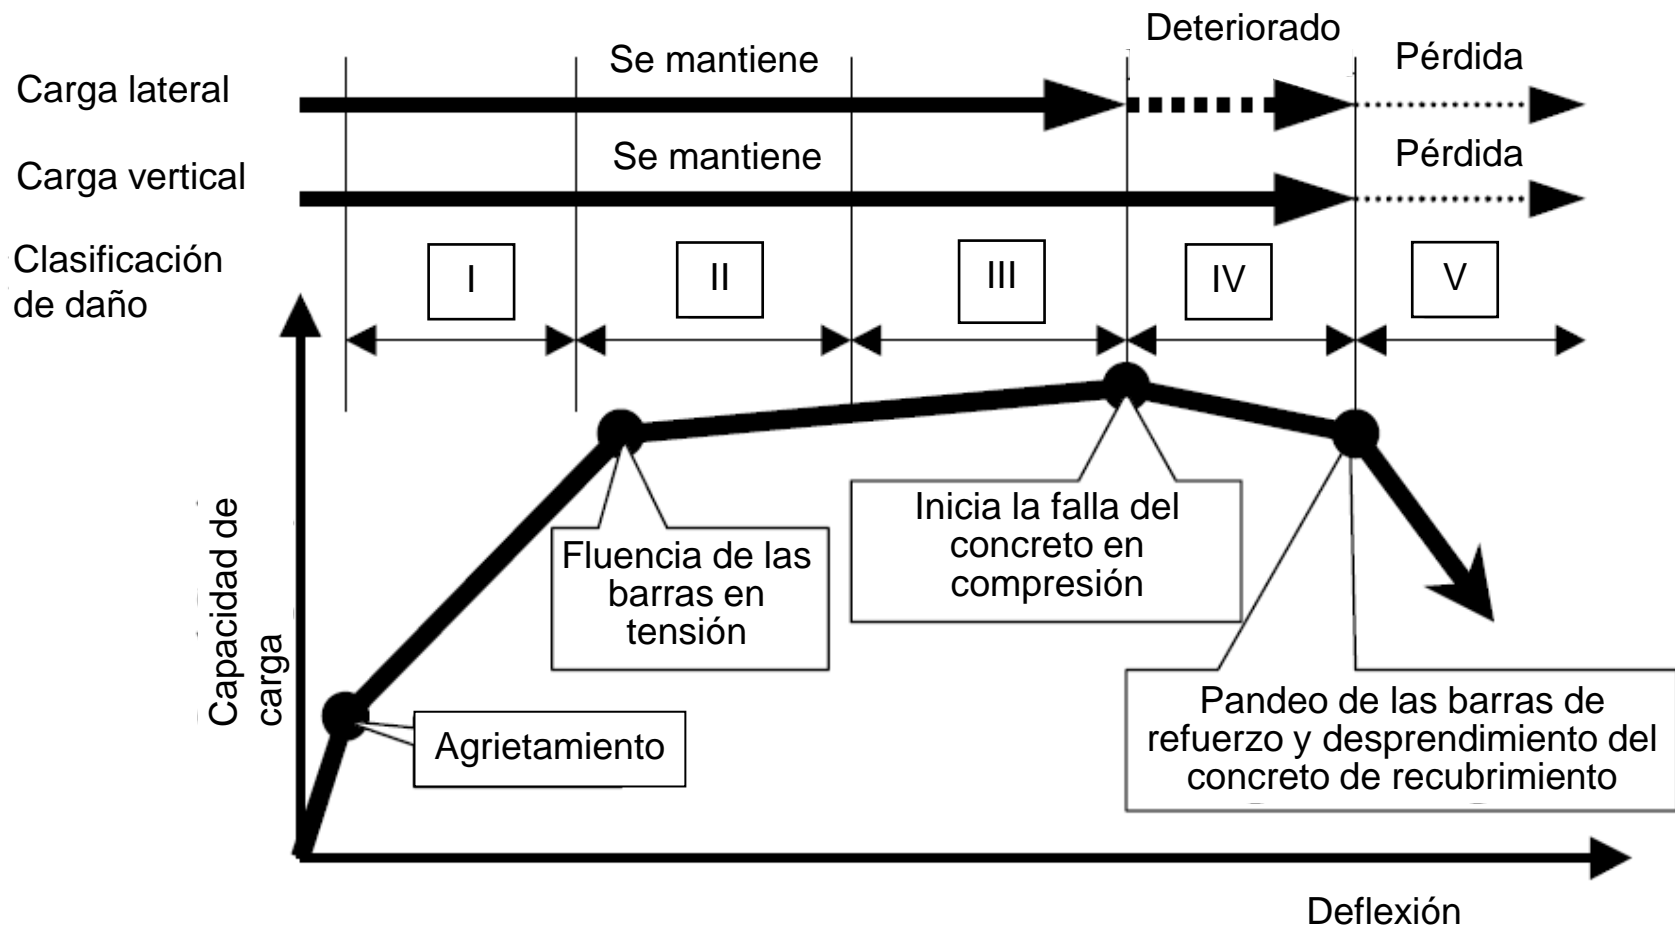 Deteriorado
Se mantiene
Pérdida
Carga lateral
Se mantiene
Pérdida
Carga vertical
Clasificación
de daño
I
II
III
IV
V
Capacidad de
carga
Fluencia de las
barras en
tensión
Inicia la falla del
concreto en
compresión
Agrietamiento
Pandeo de las barras de
refuerzo y desprendimiento del
concreto de recubrimiento
Deflexión